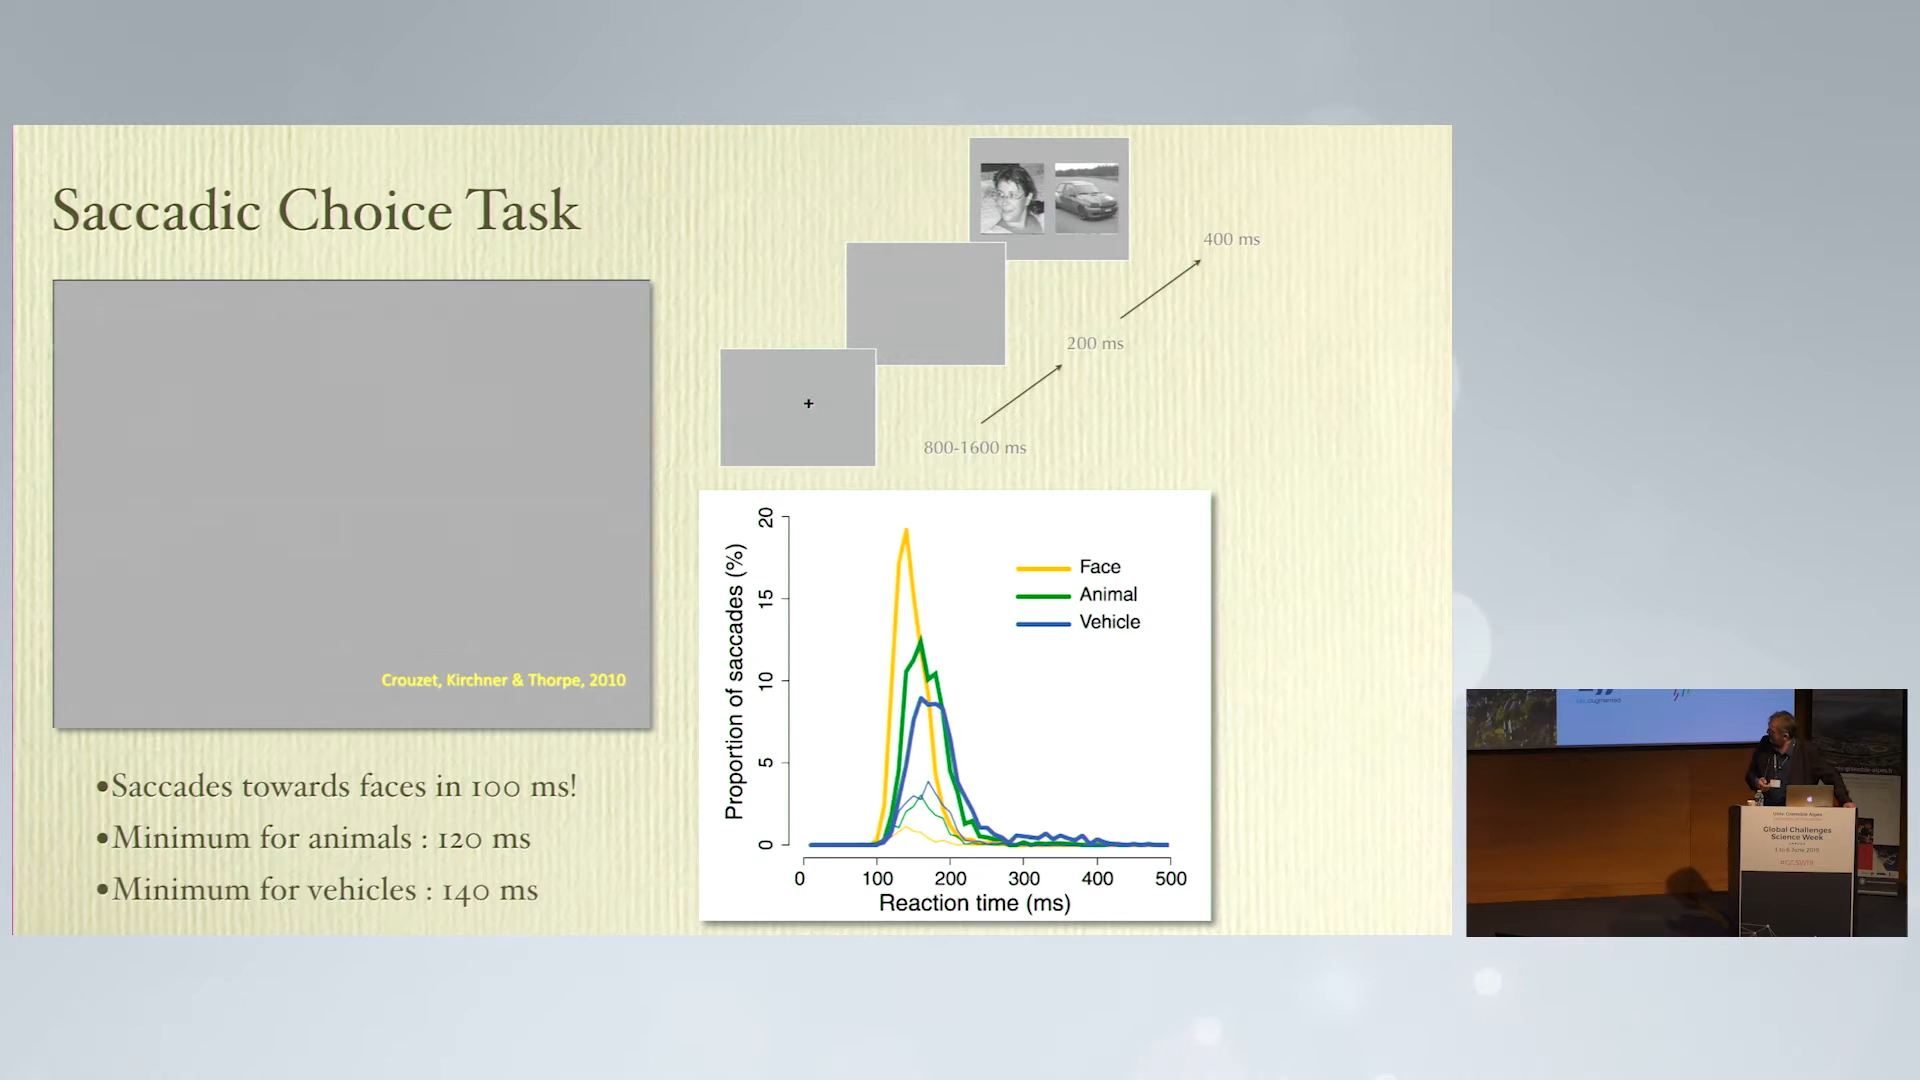 Saccadic Choice Task
400 ms
200 ms
+
800-1600 ms
Crouzet, Kirchner & Thorpe, 2010
•Saccades towards faces in 100 ms!
•Minimum for animals : 120 ms
•Minimum for vehicles : 140 ms
Proportion of saccades (%)
20
15
10
5
0
Face
Animal
Vehicle
0 100 200 300 400 500
Reaction time (ms)
augmented
Global Challenges
Science Week